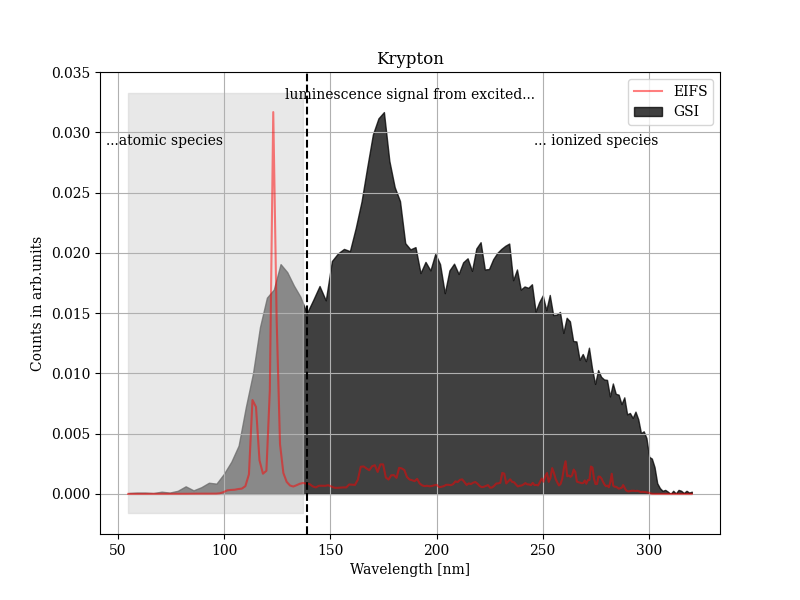 Krypton
luminescence signal from excited...
EIFS
GSI
...atomic species
... ionized species
Counts in arb.units
0.035
0.030
0.025
0.020
0.015
0.010
0.005
0.000
50
100
150
200
250
300
Wavelength [nm]